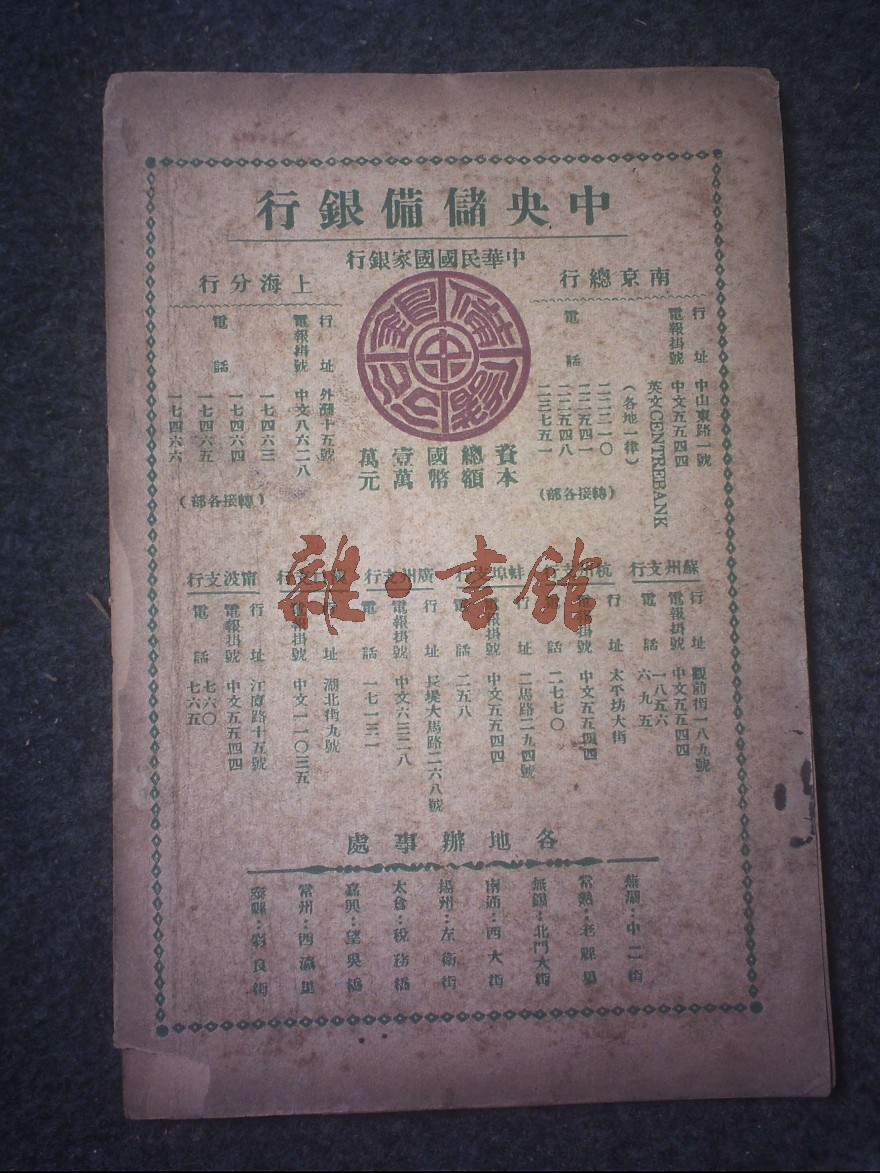 中央儲備銀行
中華民國國家銀行
資本總額國幣壹萬萬元
南京總行
行址 中山東路一號
電報掛號 中文五五四四
英文CENTREBANK
(各地一律)
電話 二二三一〇
二二五四一
二二五四八
二三七五一
(轉接各部)
上海分行
行址 外灘十五號
電報掛號 中文八六二八
電話 一七四六三
一七四六四
一七四六五
一七四六六
(轉接各部)
蘇州支行
行址 觀前街一八九號
電報掛號 中文五五四四
電話 一八五六
六九五
杭州支行
行址 太平坊大街
電報掛號 中文五五四四
電話 二七七〇
蚌埠支行
行址 二馬路二九四號
電報掛號 中文五五四四
電話 二五八
廣州支行
行址 長堤大馬路二六八號
電報掛號 中文六三二八
電話 一七一三一
支行
行址 湖北街九號
電報掛號 中文一一〇三五
甯波支行
行址 江廈路十五號
電報掛號 中文五五四四
電話 七六〇
七六五
各地辦事處
蕪湖：中二街
常熟：老縣場
無錫：北門大街
南通：西大街
揚州：左衛街
太倉：稅務橋
嘉興：望吳橋
常州：西瀛里
泰縣：彩衣街
雜·書館